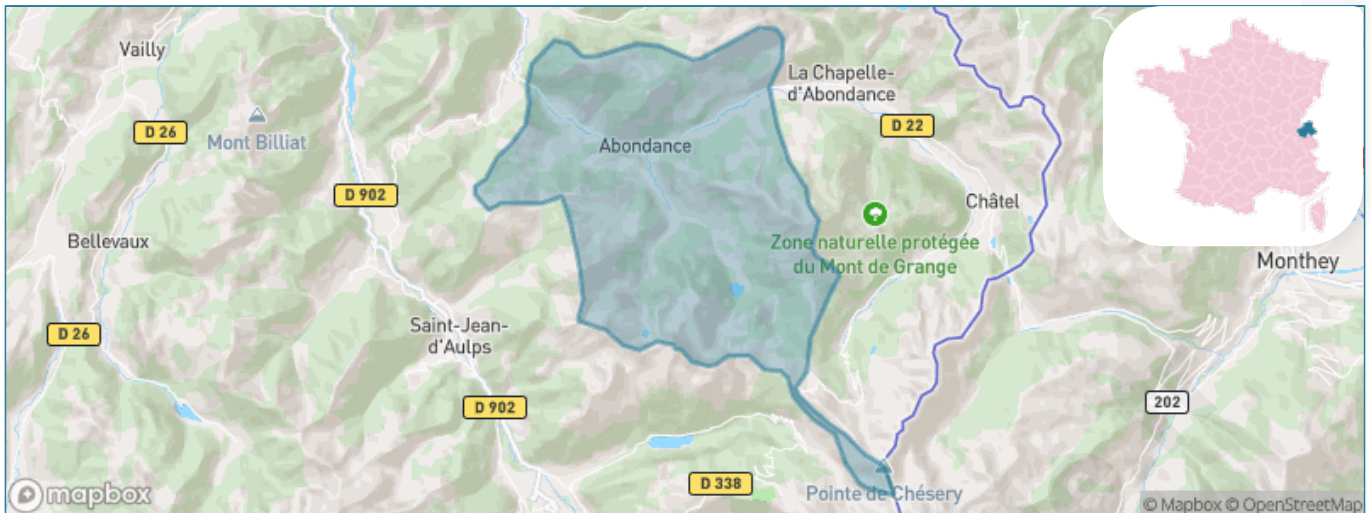 Vailly
La Chapelle-
d'Abondance
D 26
D 22
Mont Billiat
Abondance
D 902
Châtel
Bellevaux
Zone naturelle protégée
du Mont de Grange
Monthey
D 26
Saint-Jean-
d'Aulps
D 902
202
D 338
Pointe de Chésery
mapbox
© Mapbox © OpenStreetMap